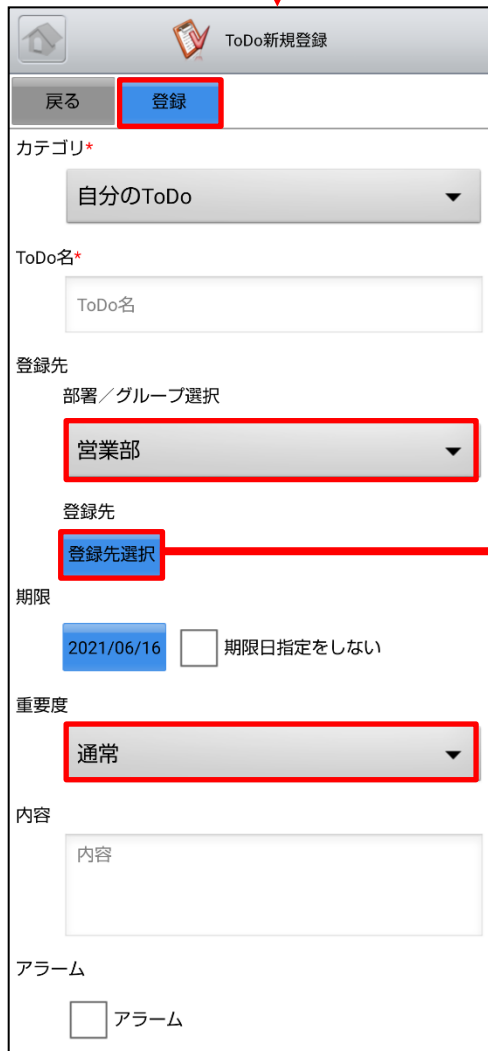 ToDo新規登録
戻る 登録
カテゴリ*
自分のToDo
ToDo名*
ToDo名
登録先
部署／グループ選択
営業部
登録先
登録先選択
期限
2021/06/16 期限日指定をしない
重要度
通常
内容
内容
アラーム
アラーム